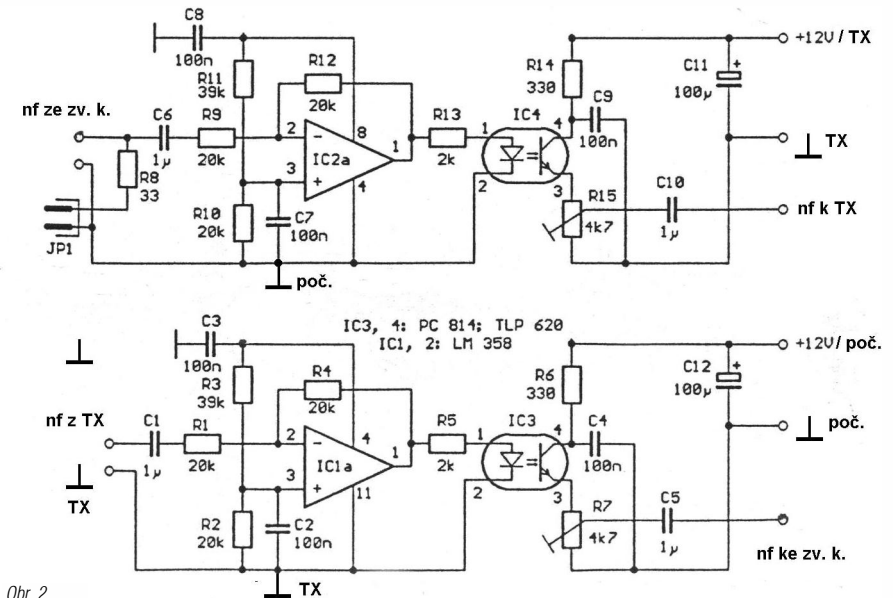 C8
100n
R11
39k
R12
20k
nf ze zv. k.
C6
1µ
R9
20k
R8
33
JP1
2
3
8
1
4
IC2a
R10
20k
C7
100n
poč.
R13
2k
IC4
1
2
4
3
R14
330
C9
100n
R15
4k7
C10
1µ
C11
100µ
+
+12V / TX
TX
nf k TX
IC3, 4: PC 814; TLP 620
IC1, 2: LM 358
C3
100n
R3
39k
R4
20k
nf z TX
C1
1µ
R1
20k
TX
2
3
4
1
11
IC1a
R2
20k
C2
100n
TX
R5
2k
IC3
1
2
4
3
R6
330
C4
100n
R7
4k7
C5
1µ
C12
100µ
+
+12V / poč.
poč.
nf ke zv. k.
Obr. 2